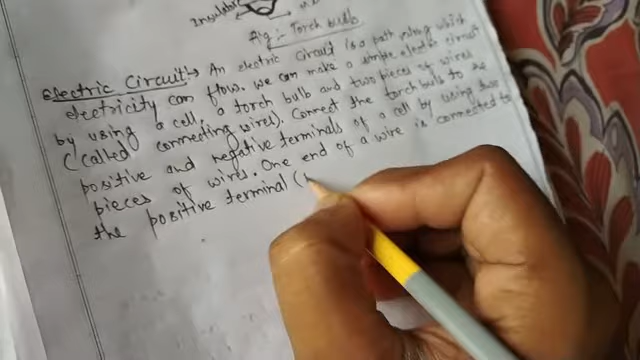 Insulator
Fig:- Torch bulb
Electric Circuit:→ An electric circuit is a path along which
electricity can flow. We can make a simple electric circuit
by using a cell, a torch bulb and two pieces of wires
(called connecting wires). Connect the torch bulb to the
positive and negative terminals of a cell by using two
pieces of wires. One end of a wire is connected to
the positive terminal (